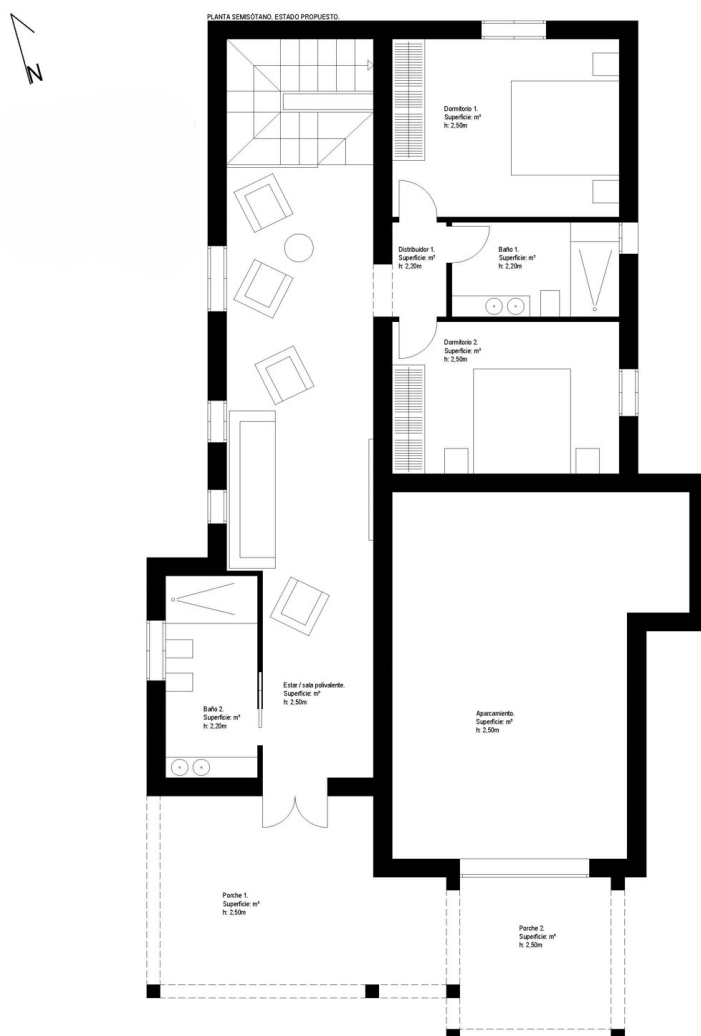 PLANTA SEMISÓTANO. ESTADO PROPUESTO.
N
Dormitorio 1.
Superficie: m²
h: 2,50m
Distribuidor 1.
Superficie: m²
h: 2,20m
Baño 1.
Superficie: m²
h: 2,20m
Dormitorio 2.
Superficie: m²
h: 2,50m
Estar / sala polivalente.
Superficie: m²
h: 2,50m
Baño 2.
Superficie: m²
h: 2,20m
Aparcamiento.
Superficie: m²
h: 2,50m
Porche 1.
Superficie: m²
h: 2,50m
Porche 2.
Superficie: m²
h: 2,50m